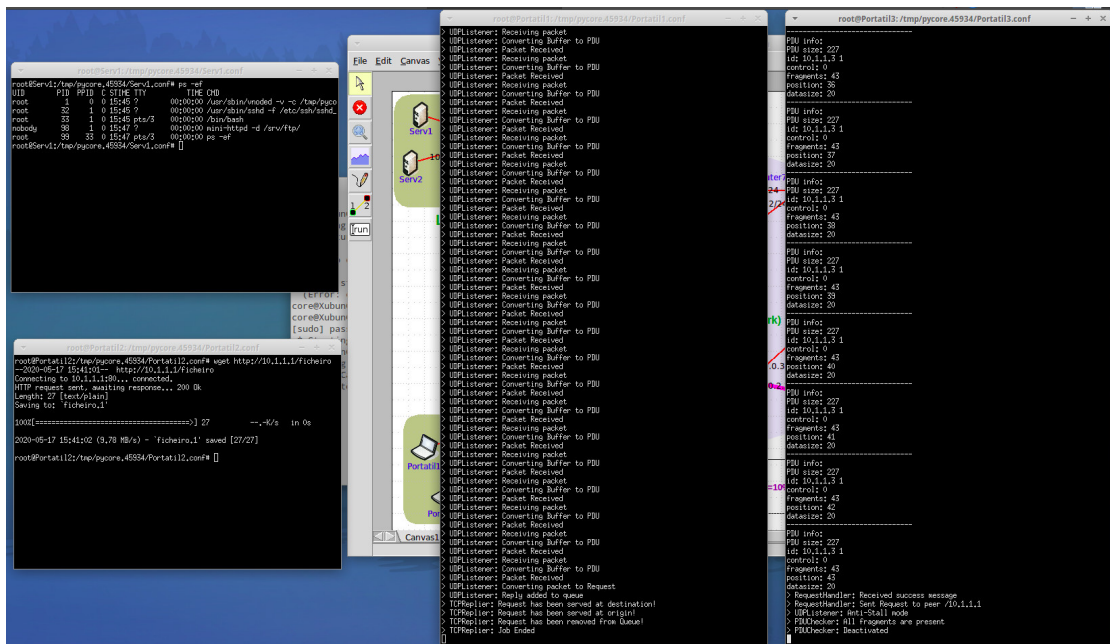 root@Serv1: /tmp/pycore.45934/Serv1.conf
root@Serv1:/tmp/pycore.45934/Serv1.conf# ps -ef
UID PID PPID C STIME TTY TIME CMD
root 1 0 0 15:45 ? 00:00:00 /usr/sbin/vnoded -v -c /tmp/pyco
root 32 1 0 15:45 ? 00:00:00 /usr/sbin/sshd -f /etc/ssh/sshd_
root 33 1 0 15:45 pts/3 00:00:00 /bin/bash
nobody 98 1 0 15:47 ? 00:00:00 mini-httpd -d /srv/ftp/
root 99 33 0 15:47 pts/3 00:00:00 ps -ef
root@Serv1:/tmp/pycore.45934/Serv1.conf#
root@Portatil2: /tmp/pycore.45934/Portatil2.conf
root@Portatil2:/tmp/pycore.45934/Portatil2.conf# wget http://10.1.1.1/ficheiro
--2020-05-17 15:41:01-- http://10.1.1.1/ficheiro
Connecting to 10.1.1.1:80... connected.
HTTP request sent, awaiting response... 200 Ok
Length: 27 [text/plain]
Saving to: `ficheiro.1'
100%[======================================>] 27 --.-K/s in 0s
2020-05-17 15:41:02 (9,78 MB/s) - `ficheiro.1' saved [27/27]
root@Portatil2:/tmp/pycore.45934/Portatil2.conf#
(Error:
core@Xubun
core@Xubun
[sudo] pas
File Edit Canvas
Serv1
Serv2
run
Portatil1
Canvas1
root@Portatil1: /tmp/pycore.45934/Portatil1.conf
> UDPListener: Receiving packet
> UDPListener: Converting Buffer to PDU
> UDPListener: Packet Received
> UDPListener: Receiving packet
> UDPListener: Converting Buffer to PDU
> UDPListener: Packet Received
> UDPListener: Receiving packet
> UDPListener: Converting Buffer to PDU
> UDPListener: Packet Received
> UDPListener: Receiving packet
> UDPListener: Converting Buffer to PDU
> UDPListener: Packet Received
> UDPListener: Receiving packet
> UDPListener: Converting Buffer to PDU
> UDPListener: Packet Received
> UDPListener: Receiving packet
> UDPListener: Converting Buffer to PDU
> UDPListener: Packet Received
> UDPListener: Receiving packet
> UDPListener: Converting Buffer to PDU
> UDPListener: Packet Received
> UDPListener: Receiving packet
> UDPListener: Converting Buffer to PDU
> UDPListener: Packet Received
> UDPListener: Receiving packet
> UDPListener: Converting Buffer to PDU
> UDPListener: Packet Received
> UDPListener: Receiving packet
> UDPListener: Converting Buffer to PDU
> UDPListener: Packet Received
> UDPListener: Receiving packet
> UDPListener: Converting Buffer to PDU
> UDPListener: Packet Received
> UDPListener: Receiving packet
> UDPListener: Converting Buffer to PDU
> UDPListener: Packet Received
> UDPListener: Receiving packet
> UDPListener: Converting Buffer to PDU
> UDPListener: Packet Received
> UDPListener: Receiving packet
> UDPListener: Converting Buffer to PDU
> UDPListener: Packet Received
> UDPListener: Receiving packet
> UDPListener: Converting Buffer to PDU
> UDPListener: Packet Received
> UDPListener: Receiving packet
> UDPListener: Converting Buffer to PDU
> UDPListener: Packet Received
> UDPListener: Receiving packet
> UDPListener: Converting Buffer to PDU
> UDPListener: Packet Received
> UDPListener: Receiving packet
> UDPListener: Converting Buffer to PDU
> UDPListener: Packet Received
> UDPListener: Receiving packet
> UDPListener: Converting Buffer to PDU
> UDPListener: Packet Received
> UDPListener: Receiving packet
> UDPListener: Converting Buffer to PDU
> UDPListener: Packet Received
> UDPListener: Receiving packet
> UDPListener: Converting Buffer to PDU
> UDPListener: Packet Received
> UDPListener: Converting packet to Request
> UDPListener: Reply added to queue
> TCPReplier: Request has been served at destination!
> TCPReplier: Request has been served at origin!
> TCPReplier: Request has been removed from Queue!
> TCPReplier: Job Ended
root@Portatil3: /tmp/pycore.45934/Portatil3.conf
--------------------------------
PDU info:
PDU size: 227
id: 10.1.1.3 1
control: 0
fragments: 43
position: 36
datasize: 20
--------------------------------
PDU info:
PDU size: 227
id: 10.1.1.3 1
control: 0
fragments: 43
position: 37
datasize: 20
--------------------------------
PDU info:
PDU size: 227
id: 10.1.1.3 1
control: 0
fragments: 43
position: 38
datasize: 20
--------------------------------
PDU info:
PDU size: 227
id: 10.1.1.3 1
control: 0
fragments: 43
position: 39
datasize: 20
--------------------------------
PDU info:
PDU size: 227
id: 10.1.1.3 1
control: 0
fragments: 43
position: 40
datasize: 20
--------------------------------
PDU info:
PDU size: 227
id: 10.1.1.3 1
control: 0
fragments: 43
position: 41
datasize: 20
--------------------------------
PDU info:
PDU size: 227
id: 10.1.1.3 1
control: 0
fragments: 43
position: 42
datasize: 20
--------------------------------
PDU info:
PDU size: 227
id: 10.1.1.3 1
control: 0
fragments: 43
position: 43
datasize: 20
> RequestHandler: Received success message
> RequestHandler: Sent Request to peer /10.1.1.1
> UDPListener: Anti-Stall mode
> PDUChecker: All fragments are present
> PDUChecker: Deactivated